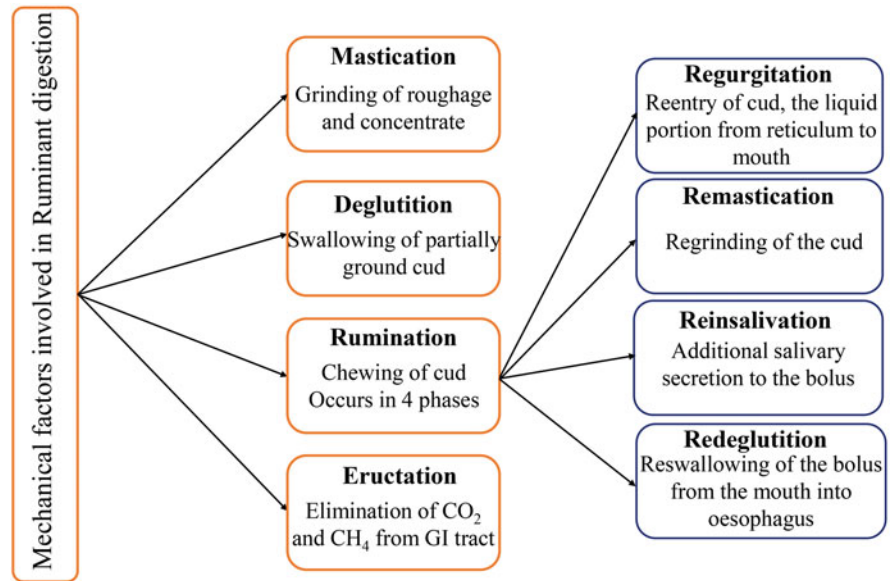 Mechanical factors involved in Ruminant digestion
Mastication
Grinding of roughage
and concentrate
Deglutition
Swallowing of partially
ground cud
Rumination
Chewing of cud
Occurs in 4 phases
Eructation
Elimination of CO₂
and CH₄ from GI tract
Regurgitation
Reentry of cud, the liquid
portion from reticulum to
mouth
Remastication
Regrinding of the cud
Reinsalivation
Additional salivary
secretion to the bolus
Redeglutition
Reswallowing of the bolus
from the mouth into
oesophagus